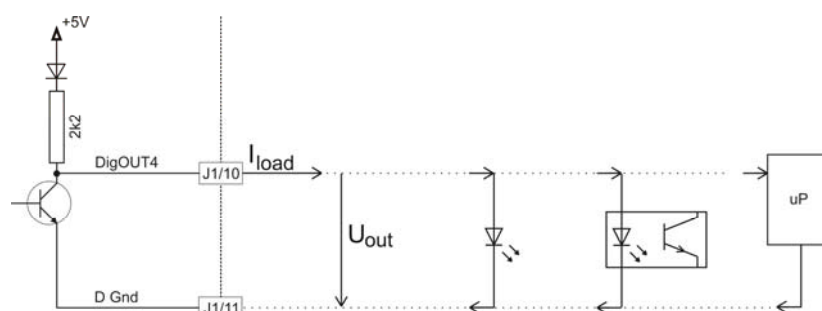 +5V
2k2
DigOUT4
J1/10
Iload
Uout
uP
D Gnd
J1/11